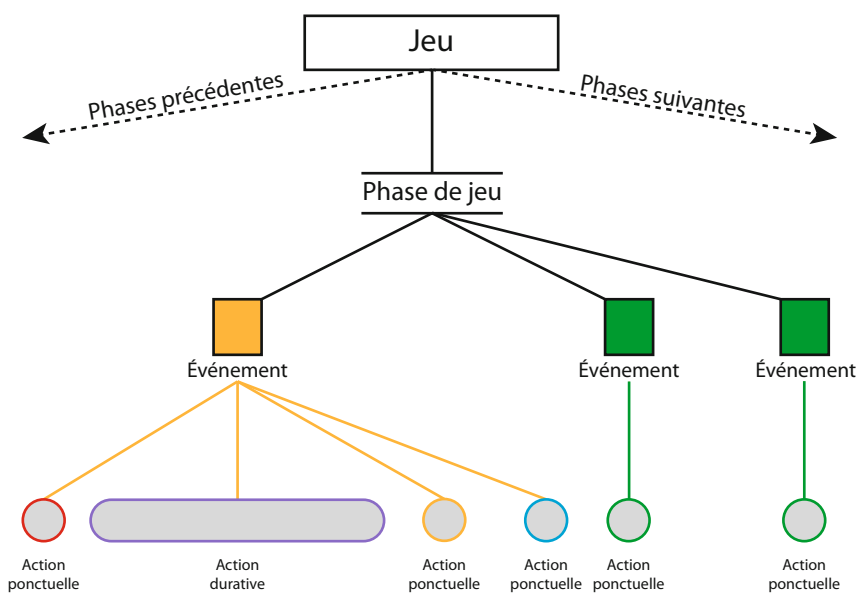 Jeu
Phases précédentes
Phases suivantes
Phase de jeu
Événement
Événement
Événement
Action
ponctuelle
Action
durative
Action
ponctuelle
Action
ponctuelle
Action
ponctuelle
Action
ponctuelle